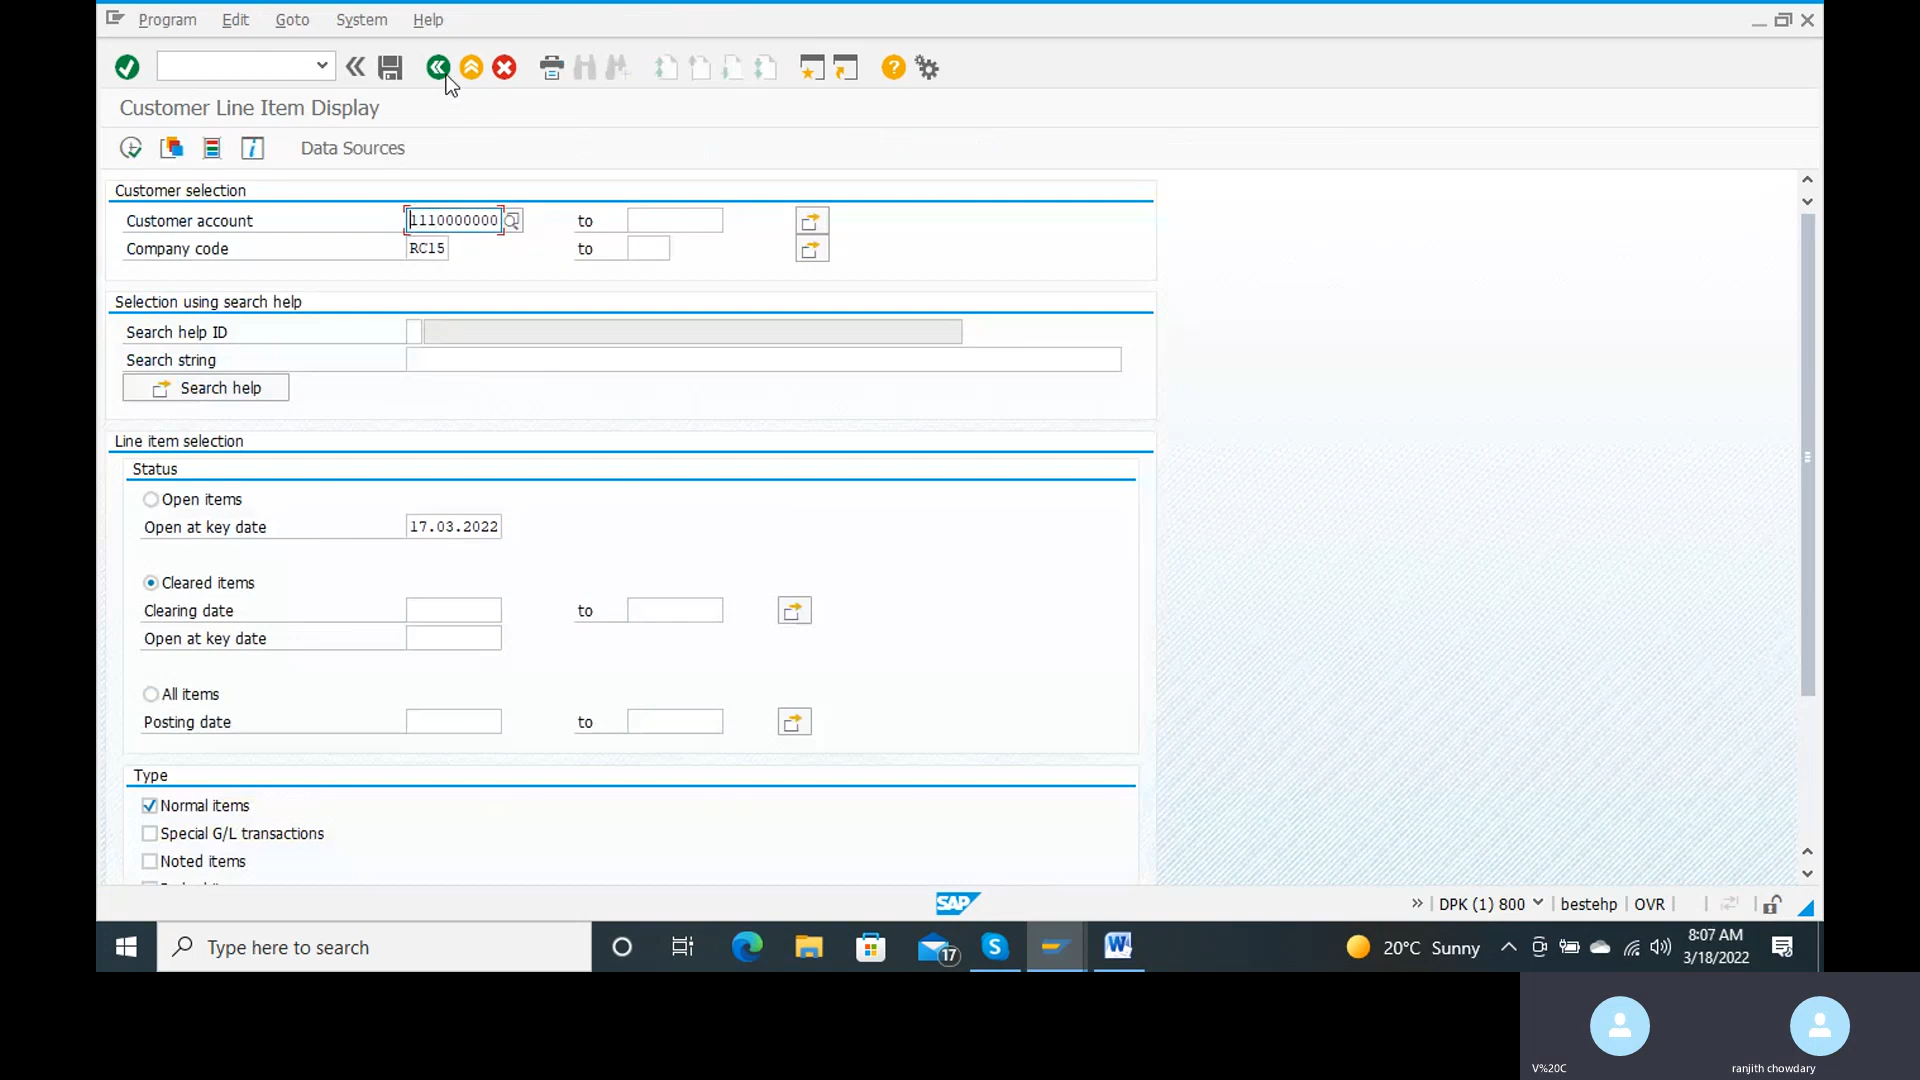 Program Edit Goto System Help
Customer Line Item Display
Data Sources
Customer selection
Customer account 1110000000 to
Company code RC15 to
Selection using search help
Search help ID
Search string
Search help
Line item selection
Status
Open items
Open at key date 17.03.2022
Cleared items
Clearing date to
Open at key date
All items
Posting date to
Type
Normal items
Special G/L transactions
Noted items
SAP DPK (1) 800 bestehp OVR
Type here to search 17 20°C Sunny 8:07 AM
3/18/2022
V%20C ranjith chowdary